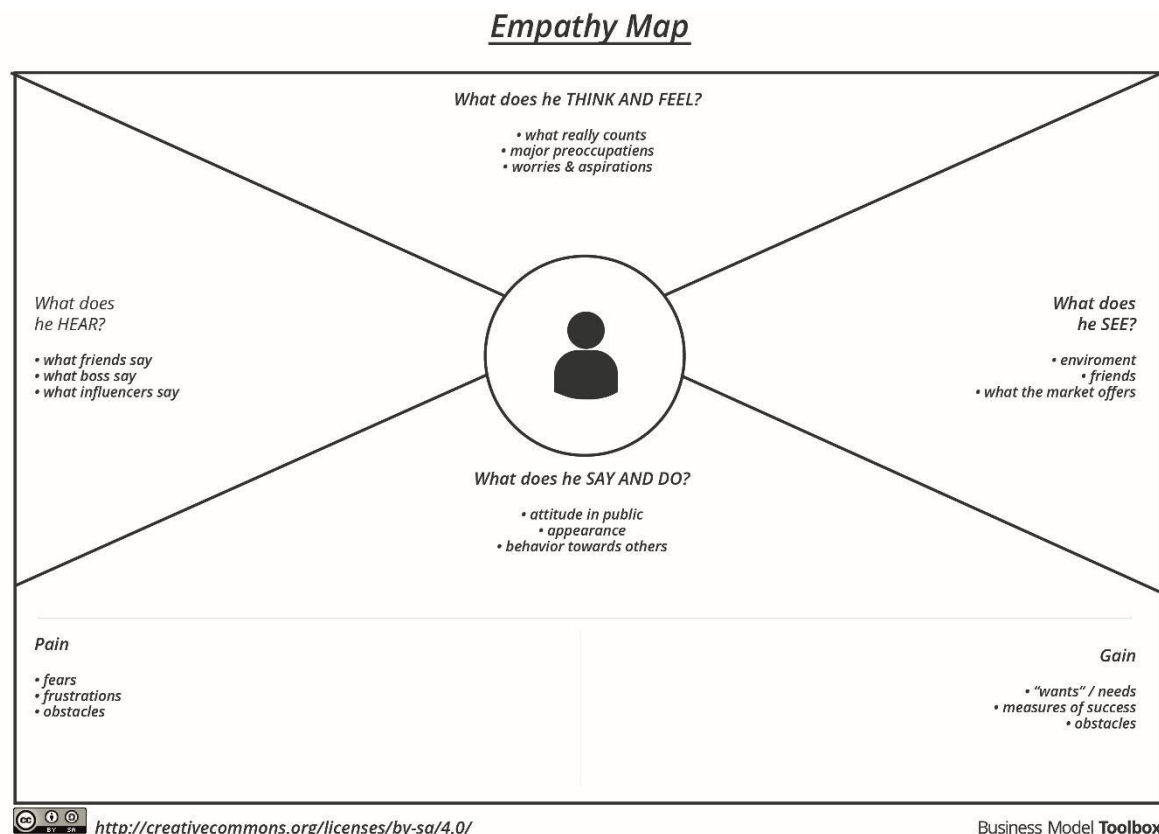 Empathy Map
What does he THINK AND FEEL?
• what really counts
• major preoccupatiens
• worries & aspirations
What does
he HEAR?
• what friends say
• what boss say
• what influencers say
What does
he SEE?
• enviroment
• friends
• what the market offers
What does he SAY AND DO?
• attitude in public
• appearance
• behavior towards others
Pain
• fears
• frustrations
• obstacles
Gain
• “wants“ / needs
• measures of success
• obstacles
cc BY SA
http://creativecommons.org/licenses/by-sa/4.0/
Business Model Toolbox